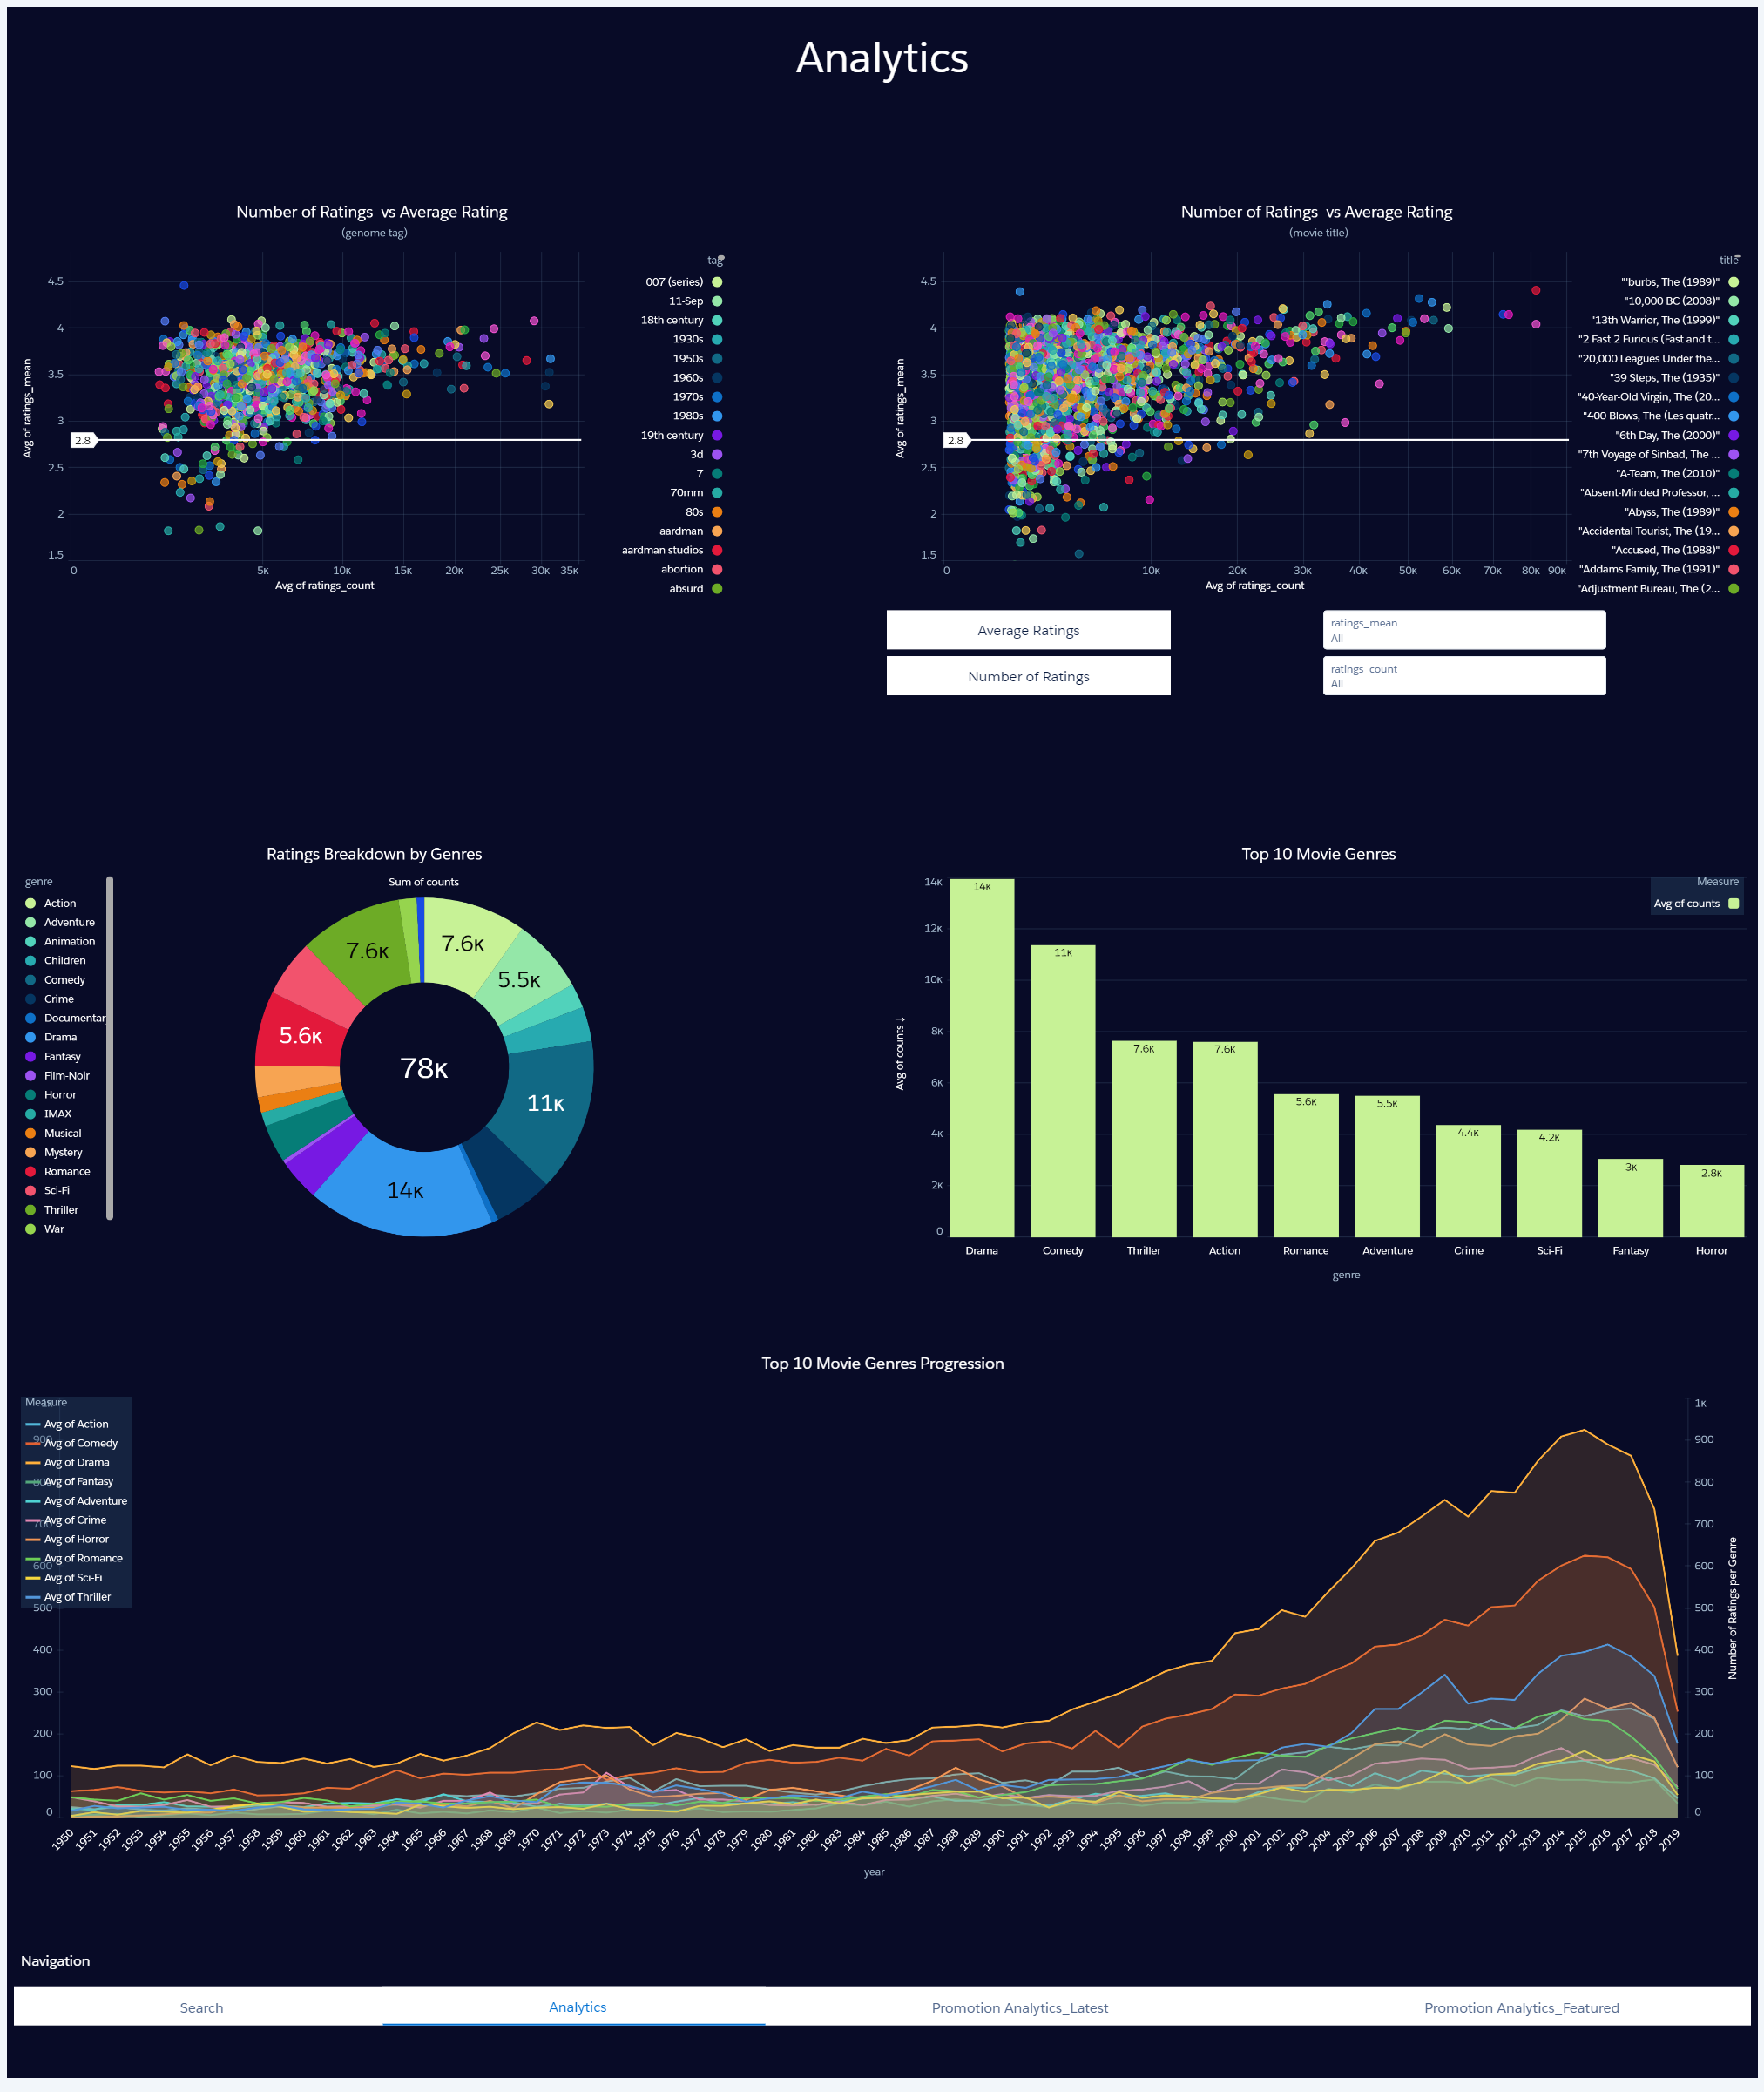 Analytics
Number of Ratings  vs Average Rating
(genome tag)
tag
4.5
4
3.5
3
2.8
2.5
2
1.5
Avg of ratings_mean
0
5K
10K
15K
20K
25K
30K
35K
Avg of ratings_count
007 (series)
11-Sep
18th century
1930s
1950s
1960s
1970s
1980s
19th century
3d
7
70mm
80s
aardman
aardman studios
abortion
absurd
Number of Ratings  vs Average Rating
(movie title)
title
4.5
4
3.5
3
2.8
2.5
2
1.5
Avg of ratings_mean
0
10K
20K
30K
40K
50K
60K
70K
80K
90K
Avg of ratings_count
"'burbs, The (1989)"
"10,000 BC (2008)"
"13th Warrior, The (1999)"
"2 Fast 2 Furious (Fast and t...
"20,000 Leagues Under the...
"39 Steps, The (1935)"
"40-Year-Old Virgin, The (20...
"400 Blows, The (Les quatr...
"6th Day, The (2000)"
"7th Voyage of Sinbad, The ...
"A-Team, The (2010)"
"Absent-Minded Professor, ...
"Abyss, The (1989)"
"Accidental Tourist, The (19...
"Accused, The (1988)"
"Addams Family, The (1991)"
"Adjustment Bureau, The (2...
Average Ratings
ratings_mean
All
Number of Ratings
ratings_count
All
Ratings Breakdown by Genres
genre
Action
Adventure
Animation
Children
Comedy
Crime
Documentar
Drama
Fantasy
Film-Noir
Horror
IMAX
Musical
Mystery
Romance
Sci-Fi
Thriller
War
Sum of counts
7.6K
7.6K
5.5K
5.6K
78K
11K
14K
Top 10 Movie Genres
Measure
Avg of counts
14K
12K
10K
8K
6K
4K
2K
0
Avg of counts ↓
14K
11K
7.6K
7.6K
5.6K
5.5K
4.4K
4.2K
3K
2.8K
Drama
Comedy
Thriller
Action
Romance
Adventure
Crime
Sci-Fi
Fantasy
Horror
genre
Top 10 Movie Genres Progression
Measure
Avg of Action
Avg of Comedy
Avg of Drama
Avg of Fantasy
Avg of Adventure
Avg of Crime
Avg of Horror
Avg of Romance
Avg of Sci-Fi
Avg of Thriller
1K
900
800
700
600
500
400
300
200
100
0
1K
900
800
700
600
500
400
300
200
100
0
Number of Ratings per Genre
1950
1951
1952
1953
1954
1955
1956
1957
1958
1959
1960
1961
1962
1963
1964
1965
1966
1967
1968
1969
1970
1971
1972
1973
1974
1975
1976
1977
1978
1979
1980
1981
1982
1983
1984
1985
1986
1987
1988
1989
1990
1991
1992
1993
1994
1995
1996
1997
1998
1999
2000
2001
2002
2003
2004
2005
2006
2007
2008
2009
2010
2011
2012
2013
2014
2015
2016
2017
2018
2019
year
Navigation
Search
Analytics
Promotion Analytics_Latest
Promotion Analytics_Featured